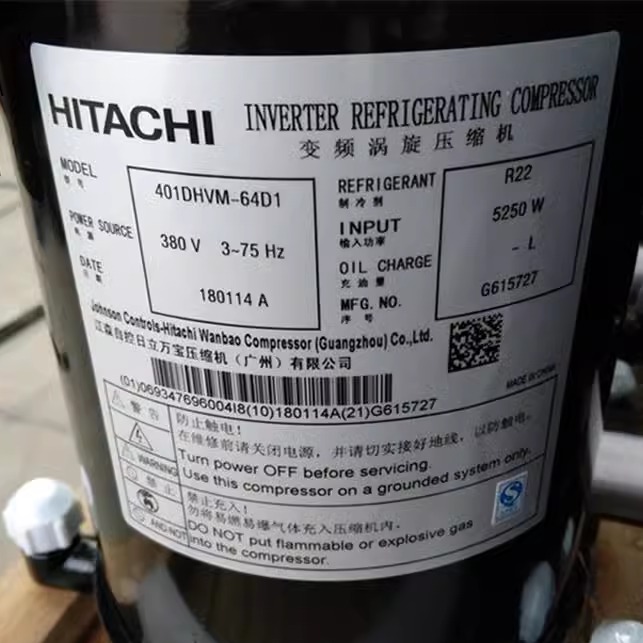 HITACHI
INVERTER REFRIGERATING COMPRESSOR
变频涡旋压缩机
MODEL
型号
401DHVM-64D1
POWER SOURCE
电源
380 V 3~75 Hz
DATE
日期
180114 A
REFRIGERANT
制冷剂
R22
INPUT
输入功率
5250 W
OIL CHARGE
充油量
- L
MFG. NO.
序号
G615727
Johnson Controls-Hitachi Wanbao Compressor (Guangzhou) Co.,Ltd.
江森自控日立万宝压缩机（广州）有限公司
MADE IN CHINA
(01)06934769600418(10)180114A(21)G615727
警告
WARNING
防止触电！
在维修前请关闭电源，并请切实接好地线，以防触电。
Turn power OFF before servicing.
Use this compressor on a grounded system only.
禁止
禁止充入！
勿将易燃易爆气体充入压缩机内。
DO NOT put flammable or explosive gas
into the compressor.